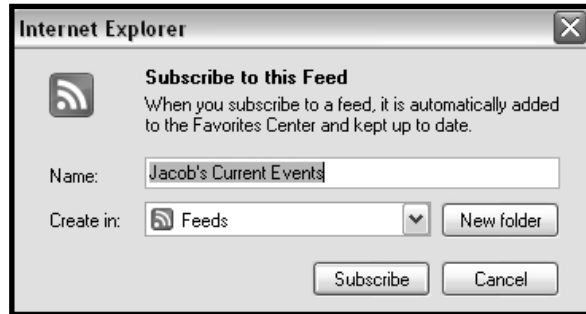 Internet Explorer
Subscribe to this Feed
When you subscribe to a feed, it is automatically added
to the Favorites Center and kept up to date.
Name: Jacob's Current Events
Create in: Feeds New folder
Subscribe Cancel